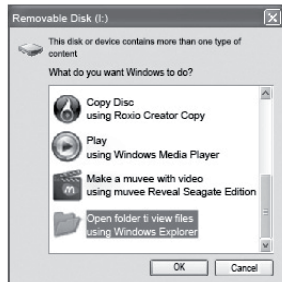 Removable Disk (I:)
This disk or device contains more than one type of
content
What do you want Windows to do?
Copy Disc
using Roxio Creator Copy
Play
using Windows Media Player
Make a muvee with video
using muvee Reveal Seagate Edition
Open folder ti view files
using Windows Explorer
OK
Cancel